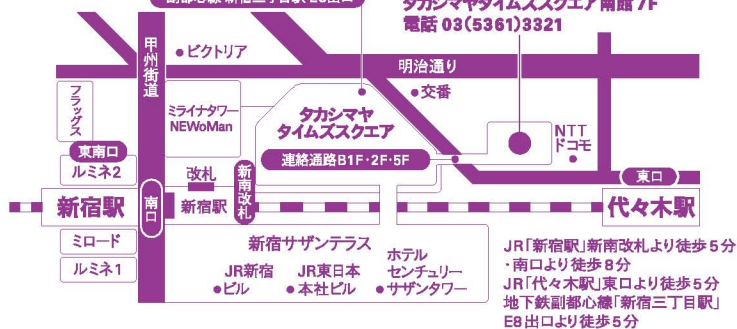 タカシマヤタイムズスクエア南館 7F
電話 03(5361)3321
甲州街道
ビクトリア
明治通り
フラッグス
ミライナタワー
NEWoMan
タカシマヤ
タイムズスクエア
交番
NTT
ドコモ
東南口
連絡通路B1F・2F・5F
ルミネ2
改札
新南改札
東口
新宿駅
南口
新宿駅
代々木駅
ミロード
新宿サザンテラス
ルミネ1
JR新宿
ビル
JR東日本
本社ビル
ホテル
センチュリー
サザンタワー
JR「新宿駅」新南改札より徒歩5分
・南口より徒歩8分
JR「代々木駅」東口より徒歩5分
地下鉄副都心線「新宿三丁目駅」
E8出口より徒歩5分